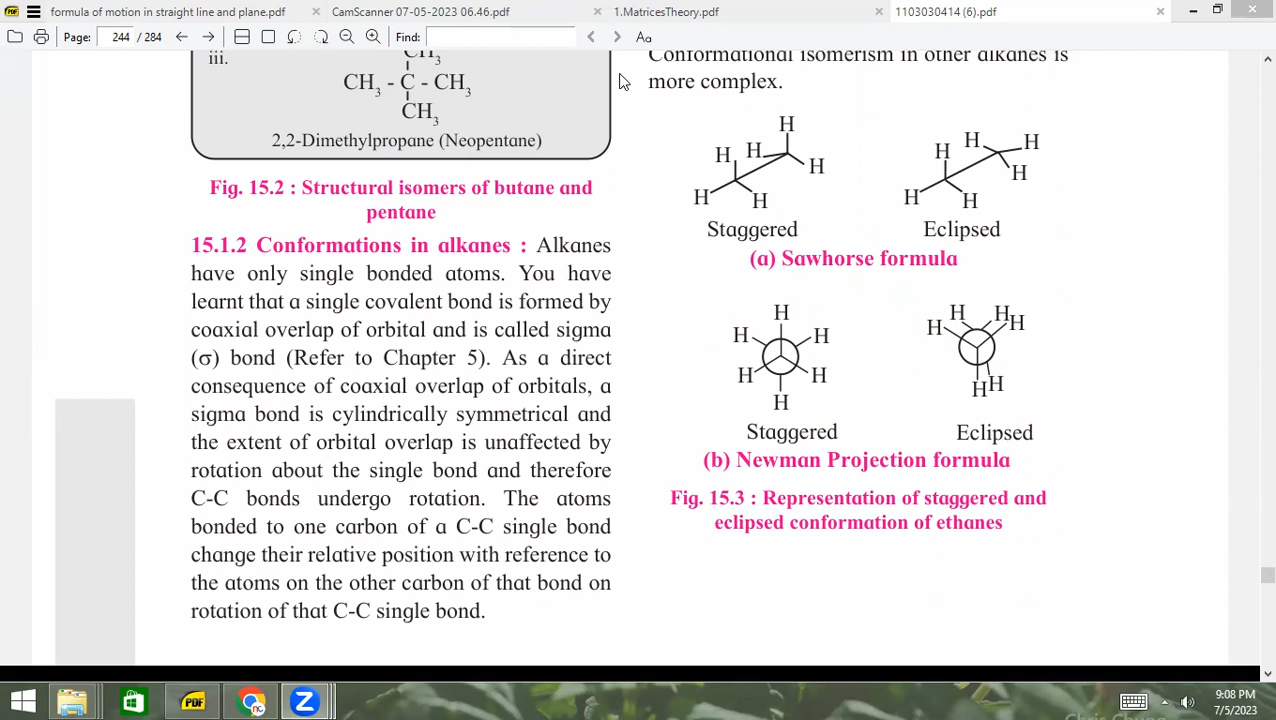 formula of motion in straight line and plane.pdf
CamScanner 07-05-2023 06.46.pdf
1.MatricesTheory.pdf
1103030414 (6).pdf
Page: 244 / 284
Find:
Aa
iii.
CH3
CH3 - C - CH3
CH3
2,2-Dimethylpropane (Neopentane)
Fig. 15.2 : Structural isomers of butane and
pentane
15.1.2 Conformations in alkanes : Alkanes
have only single bonded atoms. You have
learnt that a single covalent bond is formed by
coaxial overlap of orbital and is called sigma
(σ) bond (Refer to Chapter 5). As a direct
consequence of coaxial overlap of orbitals, a
sigma bond is cylindrically symmetrical and
the extent of orbital overlap is unaffected by
rotation about the single bond and therefore
C-C bonds undergo rotation. The atoms
bonded to one carbon of a C-C single bond
change their relative position with reference to
the atoms on the other carbon of that bond on
rotation of that C-C single bond.
Conformational isomerism in other alkanes is
more complex.
H
H H
H
H H
Staggered
H H
H
H
H H
Eclipsed
(a) Sawhorse formula
H
H H
H H
H
Staggered
H H
H H
H H
Eclipsed
(b) Newman Projection formula
Fig. 15.3 : Representation of staggered and
eclipsed conformation of ethanes
PDF
nc
9:08 PM
7/5/2023